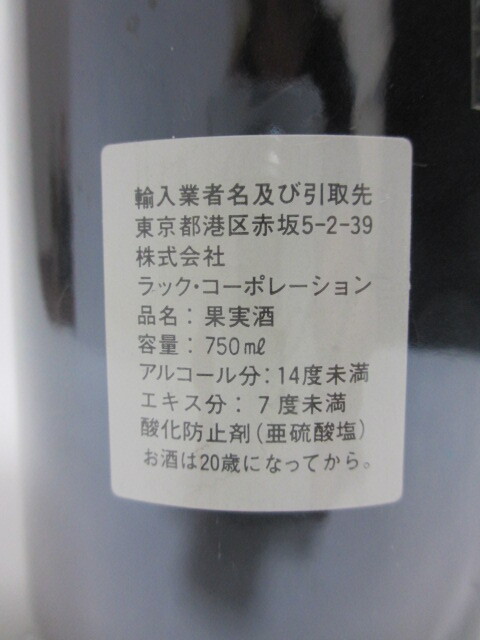 輸入業者名及び引取先
東京都港区赤坂5-2-39
株式会社
ラック・コーポレーション
品名：果実酒
容量：750㎖
アルコール分：14度未満
エキス分：7度未満
酸化防止剤（亜硫酸塩）
お酒は20歳になってから。